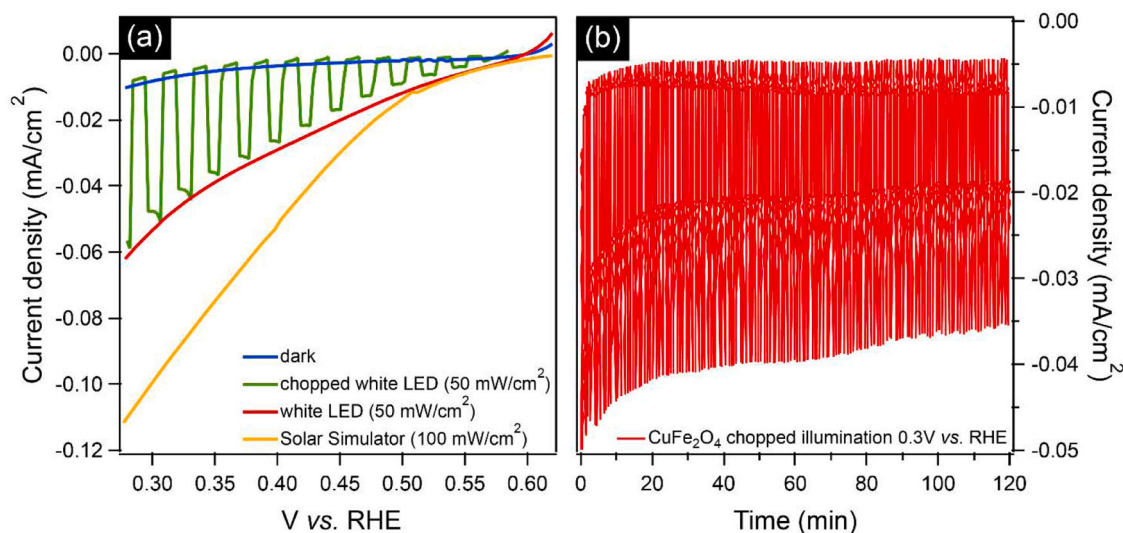 (a)
0.00
-0.02
-0.04
-0.06
-0.08
-0.10
-0.12
Current density (mA/cm²)
dark
chopped white LED (50 mW/cm²)
white LED (50 mW/cm²)
Solar Simulator (100 mW/cm²)
0.30 0.35 0.40 0.45 0.50 0.55 0.60
V vs. RHE
(b)
0.00
-0.01
-0.02
-0.03
-0.04
-0.05
Current density (mA/cm²)
CuFe₂O₄ chopped illumination 0.3V vs. RHE
0 20 40 60 80 100 120
Time (min)